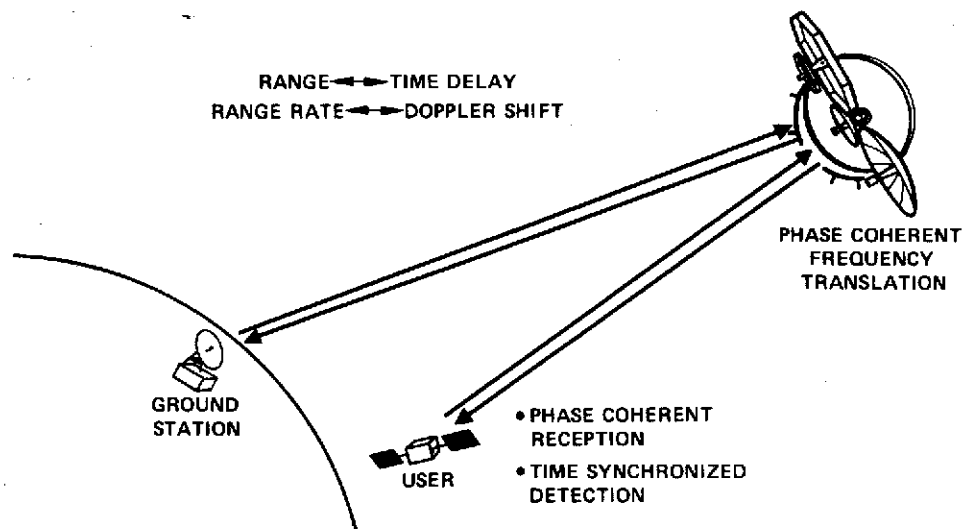 RANGE◄─►TIME DELAY
RANGE RATE◄─►DOPPLER SHIFT
PHASE COHERENT
FREQUENCY
TRANSLATION
GROUND
STATION
USER
• PHASE COHERENT
RECEPTION
• TIME SYNCHRONIZED
DETECTION